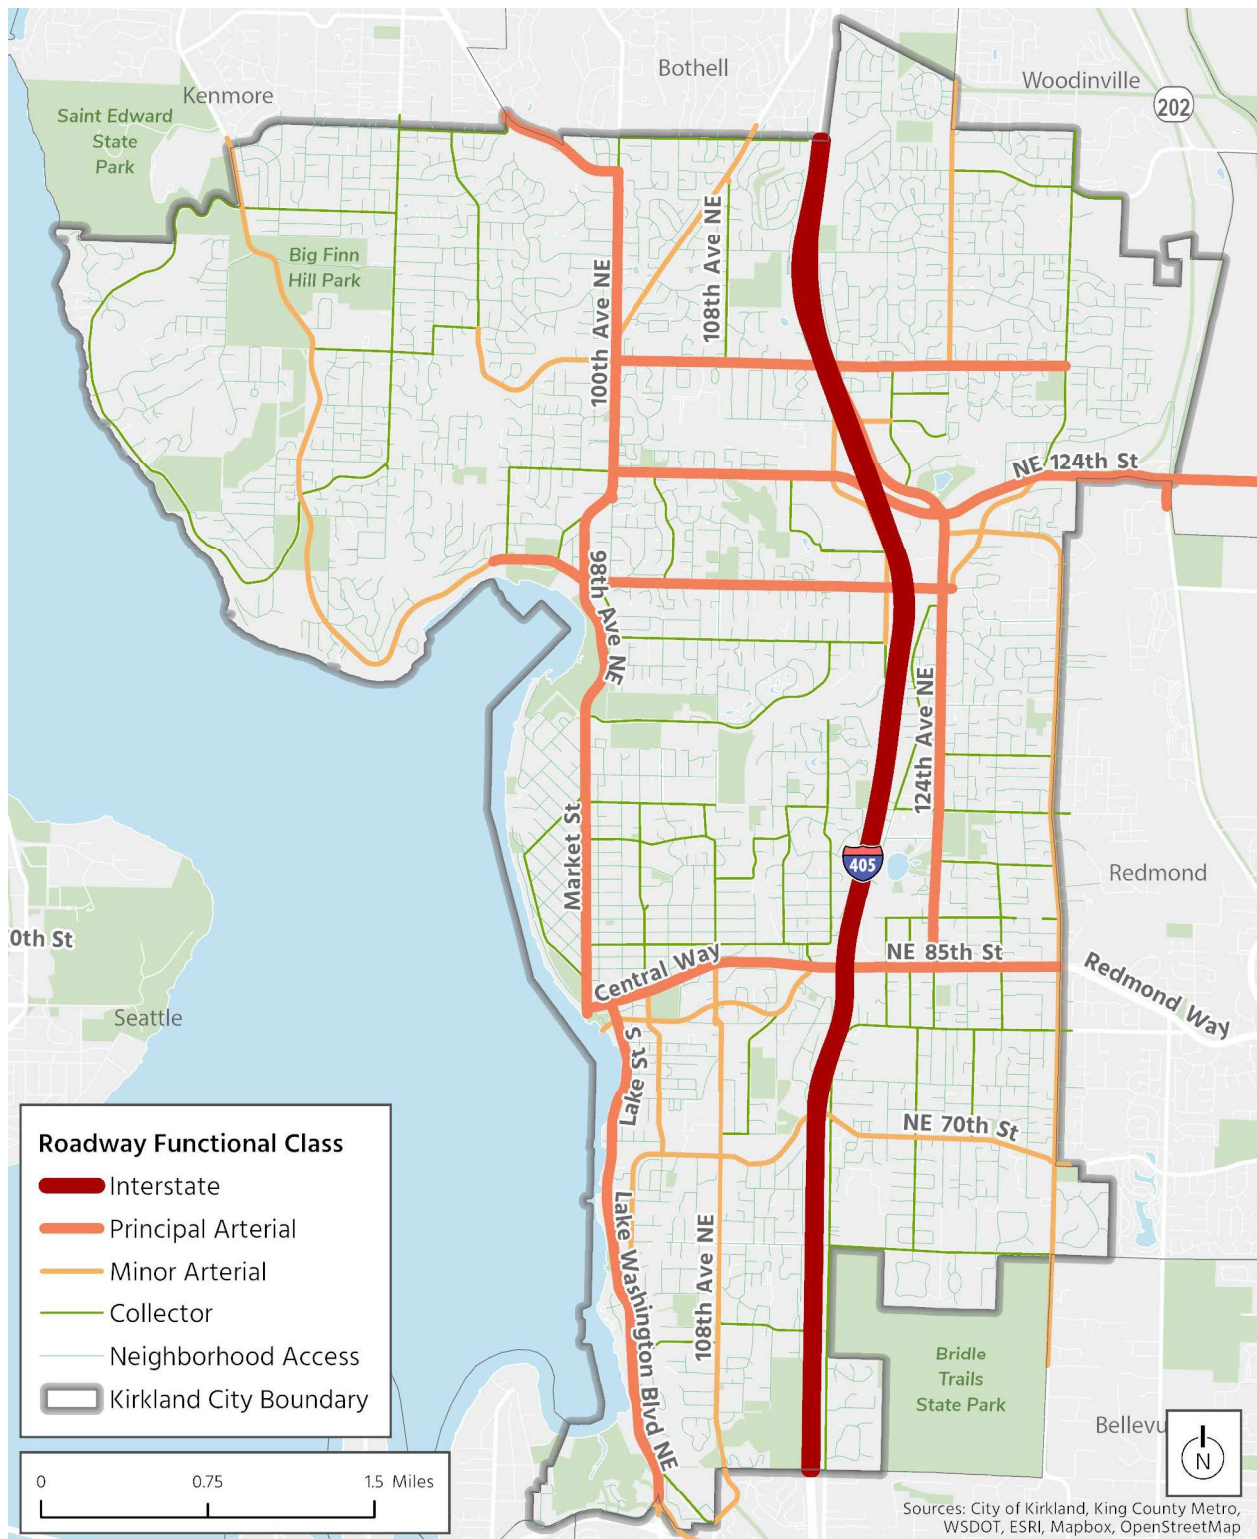 Bothell
Woodinville
Kenmore
202
Saint Edward
State
Park
Big Finn
Hill Park
108th Ave NE
100th Ave NE
NE 124th St
98th Ave NE
124th Ave NE
Market St
405
Redmond
0th St
NE 85th St
Central Way
Redmond Way
Seattle
Lake St S
NE 70th St
Lake Washington Blvd NE
108th Ave NE
Bridle
Trails
State Park
Bellevu
Roadway Functional Class
Interstate
Principal Arterial
Minor Arterial
Collector
Neighborhood Access
Kirkland City Boundary
0 0.75 1.5 Miles
N
Sources: City of Kirkland, King County Metro,
WSDOT, ESRI, Mapbox, OpenStreetMap